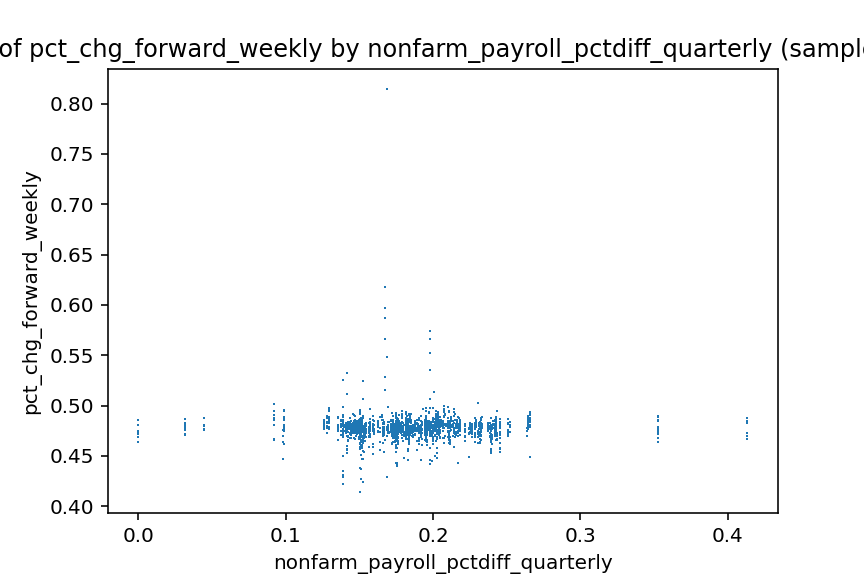 of pct_chg_forward_weekly by nonfarm_payroll_pctdiff_quarterly (sample
0.80
0.75
0.70
0.65
0.60
0.55
0.50
0.45
0.40
pct_chg_forward_weekly
0.0 0.1 0.2 0.3 0.4
nonfarm_payroll_pctdiff_quarterly